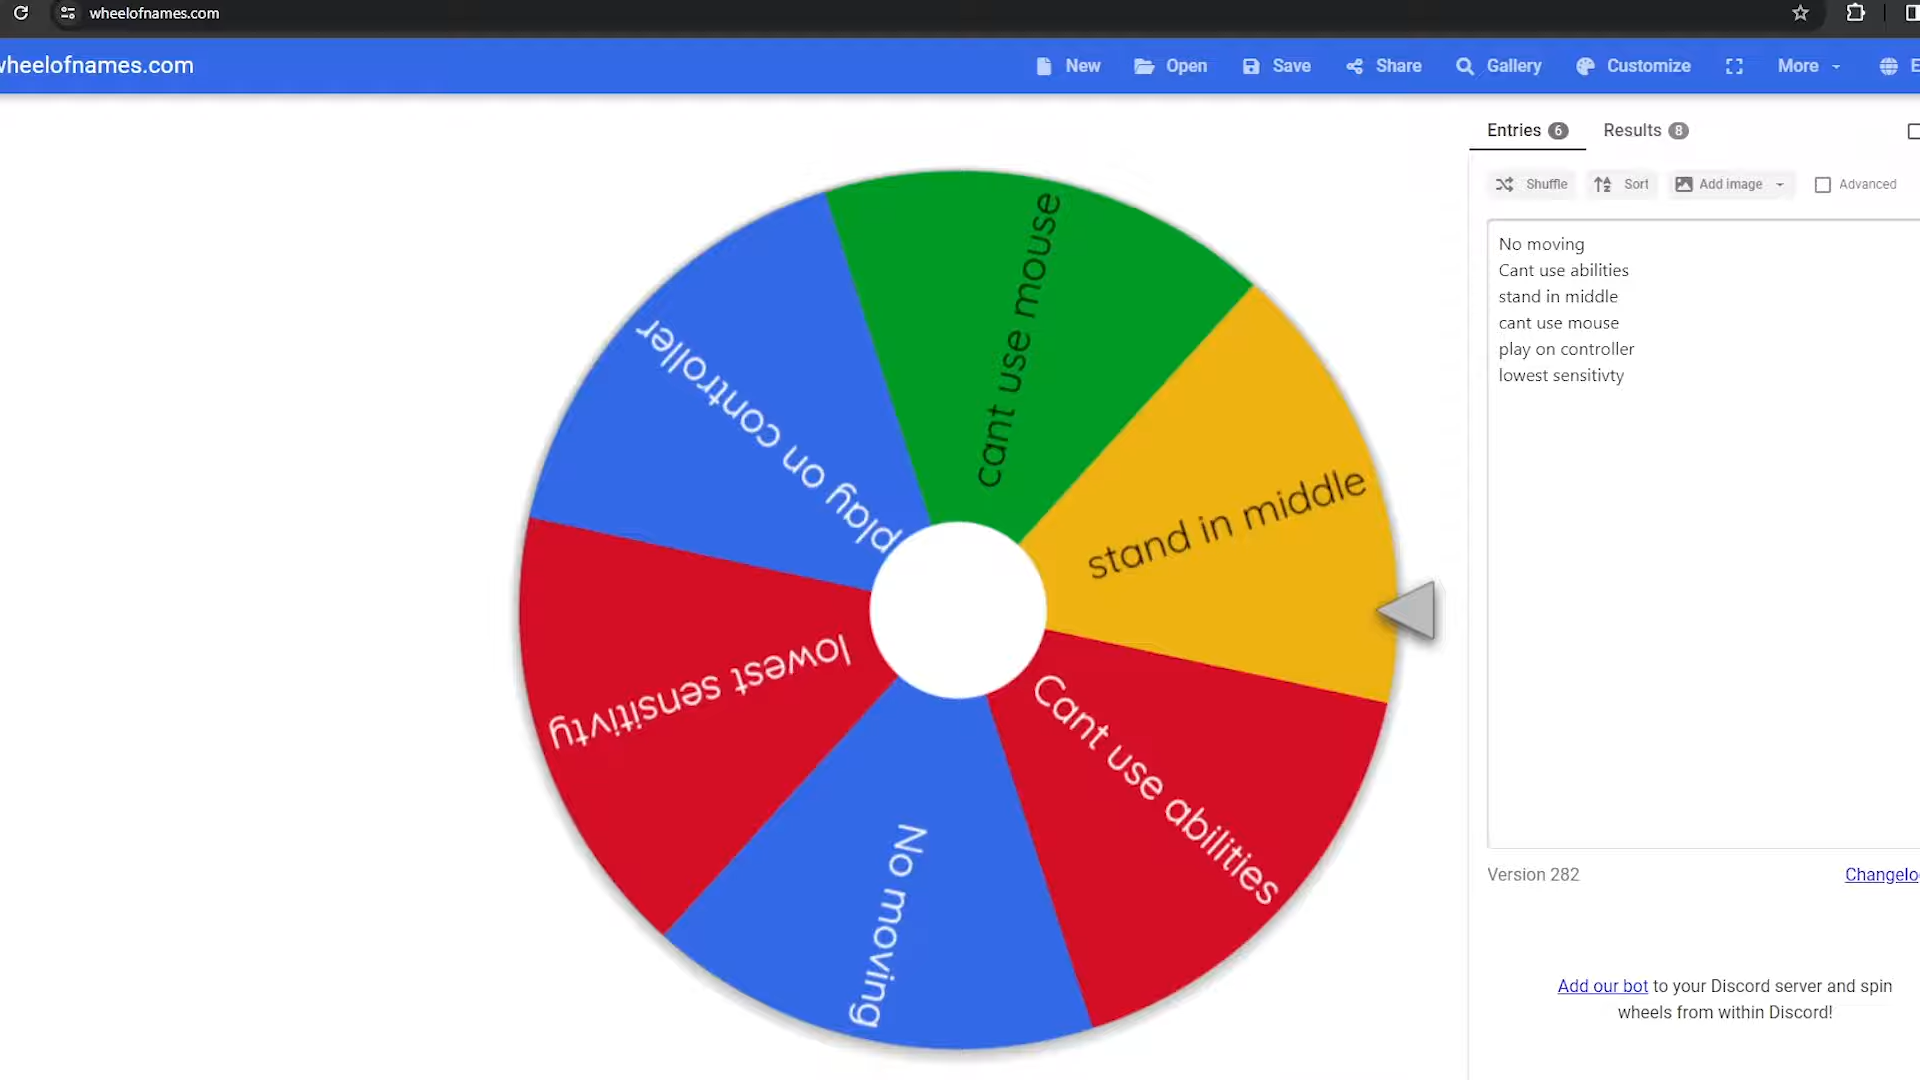 wheelofnames.com
wheelofnames.com
New
Open
Save
Share
Gallery
Customize
More
Entries 6
Results 8
Shuffle
Sort
Add image
Advanced
No moving
Cant use abilities
stand in middle
cant use mouse
play on controller
lowest sensitivty
cant use mouse
stand in middle
Cant use abilities
No moving
lowest sensitivty
play on controller
Version 282
Changelo
Add our bot to your Discord server and spin
wheels from within Discord!